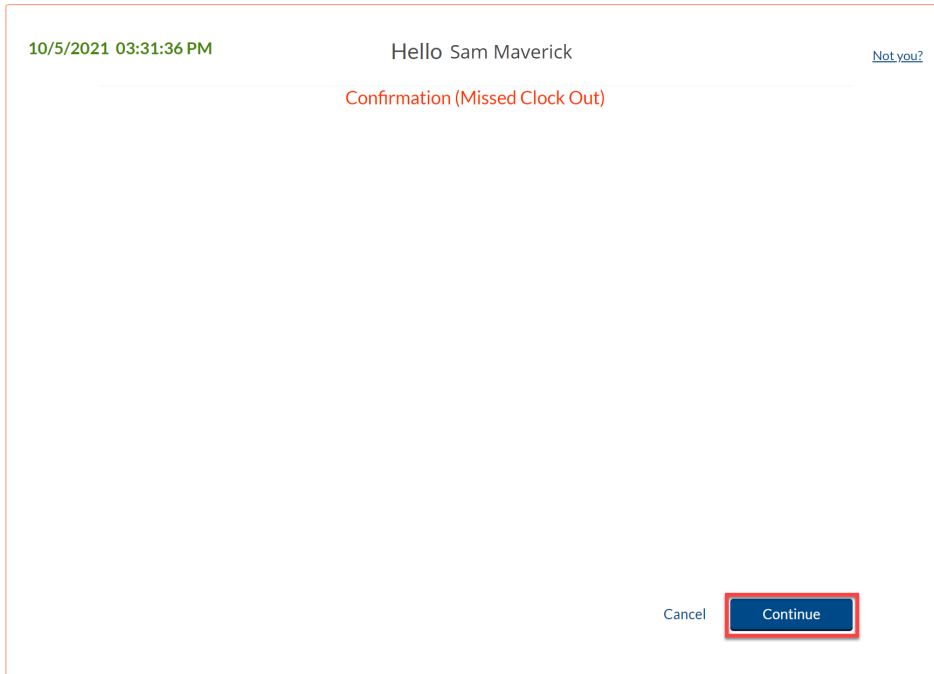 10/5/2021 03:31:36 PM
Hello Sam Maverick
Not you?
Confirmation (Missed Clock Out)
Cancel
Continue